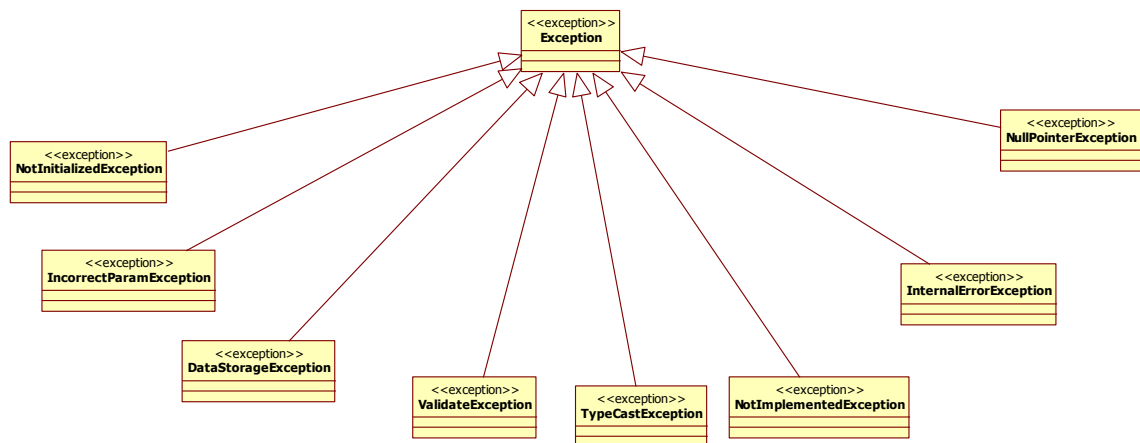 <<exception>>
Exception
<<exception>>
NullPointerException
<<exception>>
NotInitializedException
<<exception>>
IncorrectParamException
<<exception>>
InternalErrorException
<<exception>>
DataStorageException
<<exception>>
ValidateException
<<exception>>
TypeCastException
<<exception>>
NotImplementedException